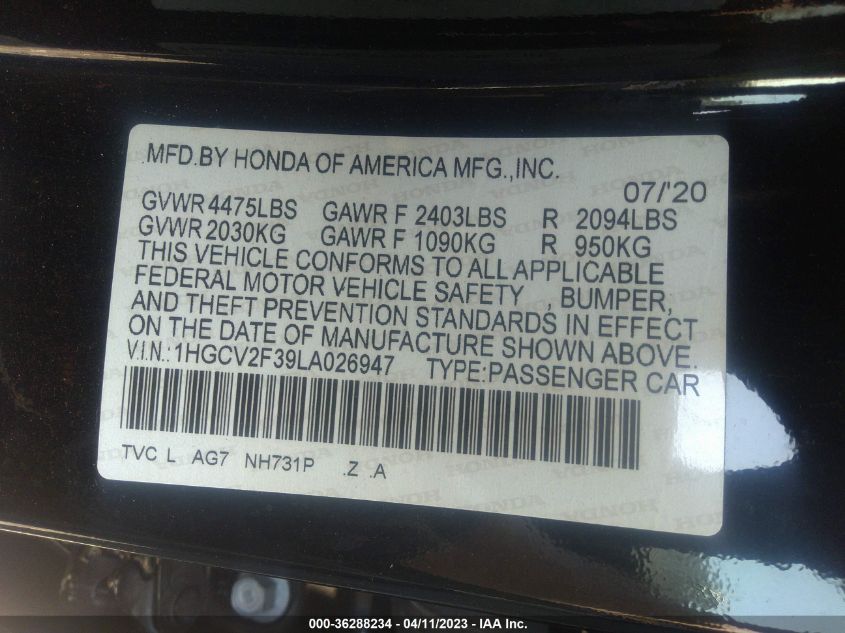 .MFD.BY HONDA OF AMERICA MFG.,INC.
07/'20
GVWR 4475LBS GAWR F 2403LBS R 2094LBS
GVWR 2030KG GAWR F 1090KG R 950KG
THIS VEHICLE CONFORMS TO ALL APPLICABLE
FEDERAL MOTOR VEHICLE SAFETY , BUMPER,
AND THEFT PREVENTION STANDARDS IN EFFECT
ON THE DATE OF MANUFACTURE SHOWN ABOVE.
V.I.N.:1HGCV2F39LA026947 TYPE:PASSENGER CAR
TVC L AG7 NH731P .Z .A
000-36288234 - 04/11/2023 - IAA Inc.